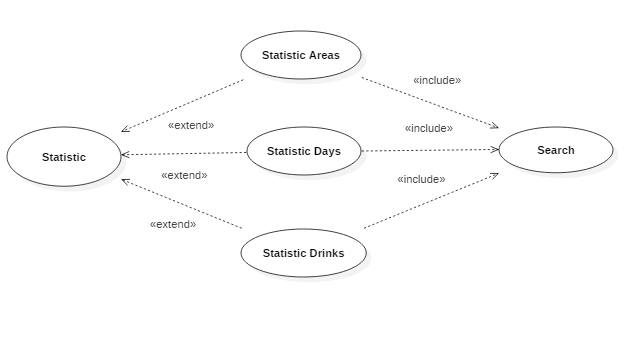 Statistic Areas
«include»
«extend»
«include»
Statistic
Statistic Days
Search
«extend»
«include»
«extend»
Statistic Drinks